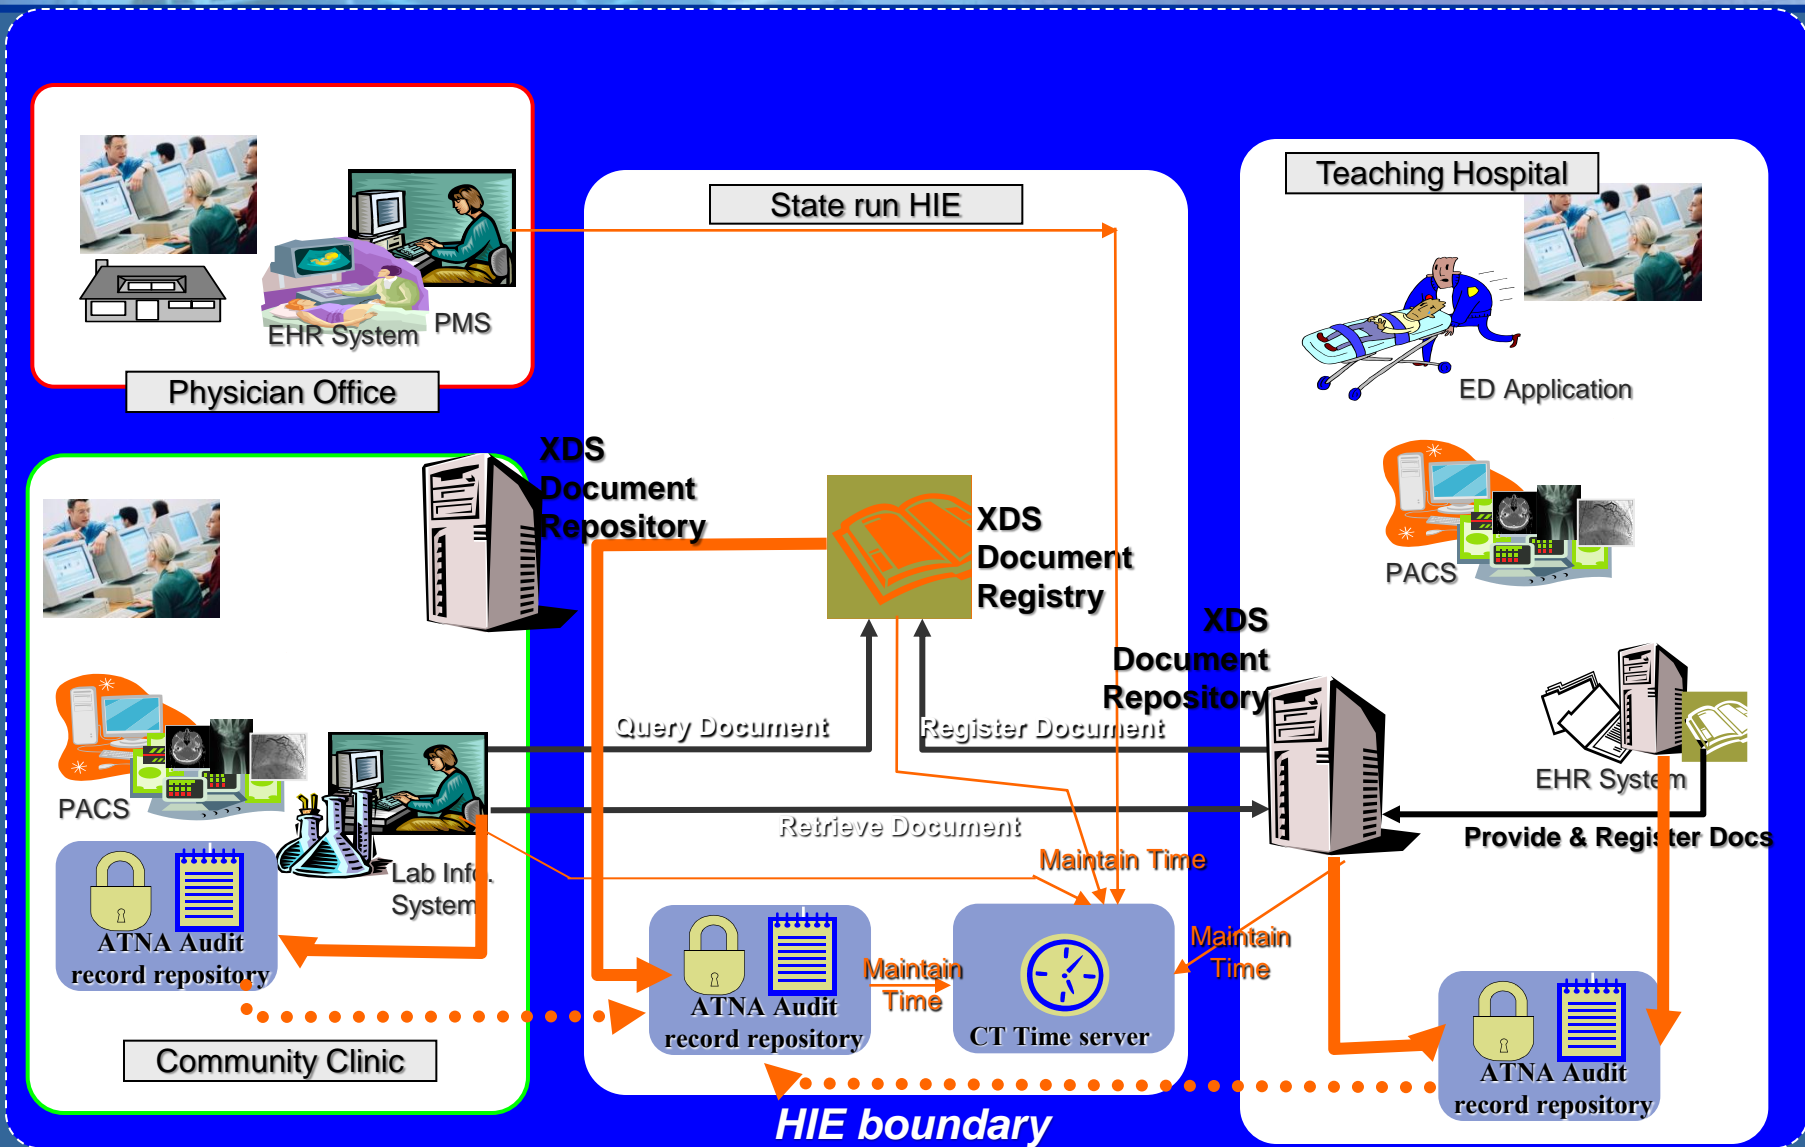 State run HIE
Teaching Hospital
EHR System
PMS
Physician Office
ED Application
XDS
Document
Repository
XDS
Document
Registry
PACS
XDS
Document
Repository
Query Document
Register Document
EHR System
PACS
Retrieve Document
Provide & Register Docs
Maintain Time
Lab Info.
System
ATNA Audit
record repository
Maintain
Time
Maintain
Time
ATNA Audit
record repository
CT Time server
Community Clinic
ATNA Audit
record repository
HIE boundary